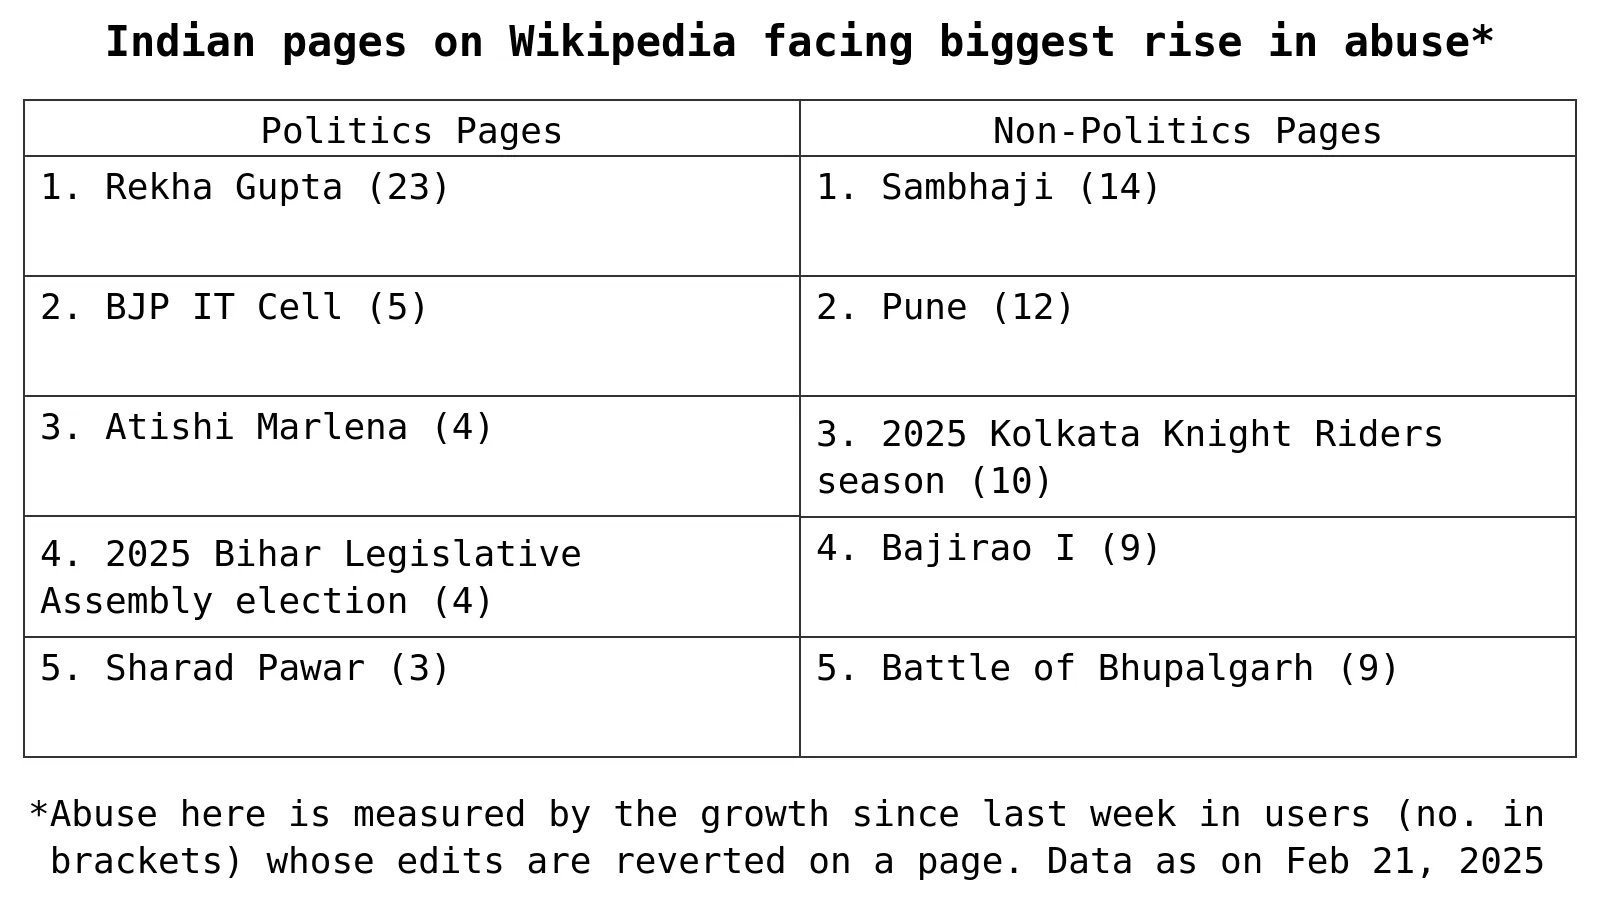 Indian pages on Wikipedia facing biggest rise in abuse*
Politics Pages
Non-Politics Pages
1. Rekha Gupta (23)
1. Sambhaji (14)
2. BJP IT Cell (5)
2. Pune (12)
3. Atishi Marlena (4)
3. 2025 Kolkata Knight Riders
season (10)
4. 2025 Bihar Legislative
Assembly election (4)
4. Bajirao I (9)
5. Sharad Pawar (3)
5. Battle of Bhupalgarh (9)
*Abuse here is measured by the growth since last week in users (no. in
brackets) whose edits are reverted on a page. Data as on Feb 21, 2025